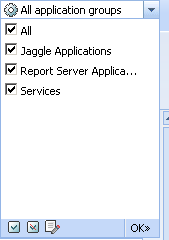 All application groups
All
Jaggle Applications
Report Server Applica...
Services
OK»